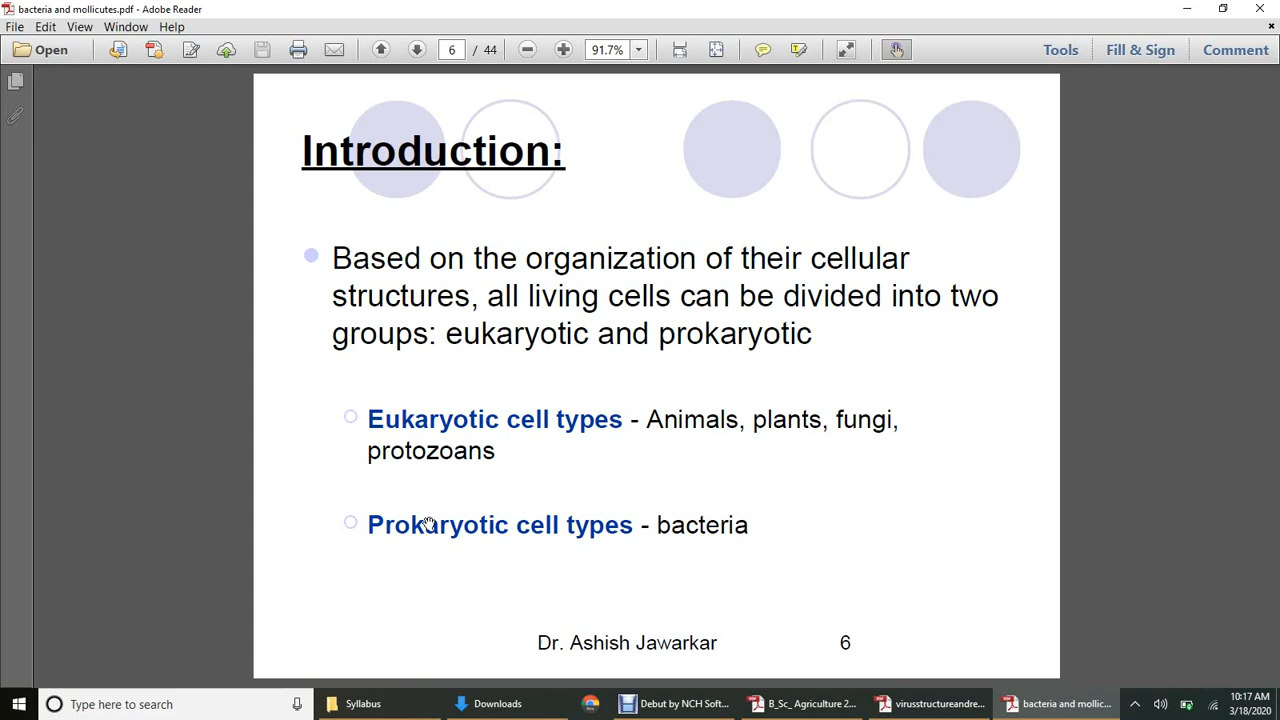 bacteria and mollicutes.pdf - Adobe Reader
File Edit View Window Help
Open 6 / 44 91.7% Tools Fill & Sign Comment
Introduction:
Based on the organization of their cellular
structures, all living cells can be divided into two
groups: eukaryotic and prokaryotic
Eukaryotic cell types - Animals, plants, fungi,
protozoans
Prokaryotic cell types - bacteria
Dr. Ashish Jawarkar 6
Type here to search Syllabus Downloads Debut by NCH Soft... B_Sc_ Agriculture 2... virusstructureandre... bacteria and mollic... 10:17 AM
3/18/2020